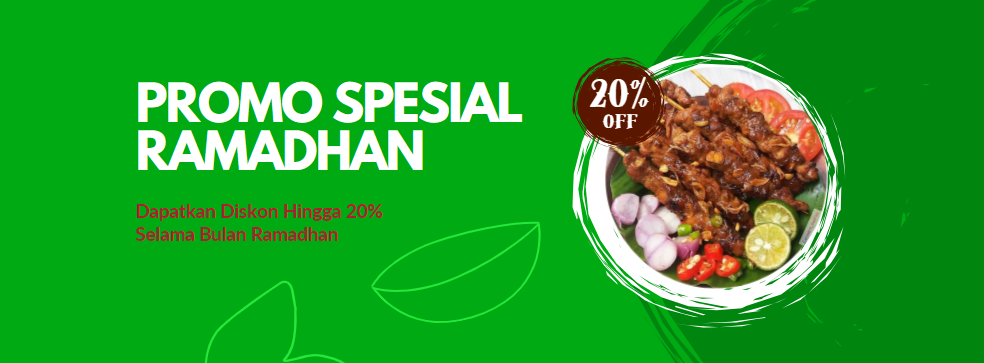 PROMO SPESIAL
RAMADHAN
Dapatkan Diskon Hingga 20%
Selama Bulan Ramadhan
20%
OFF